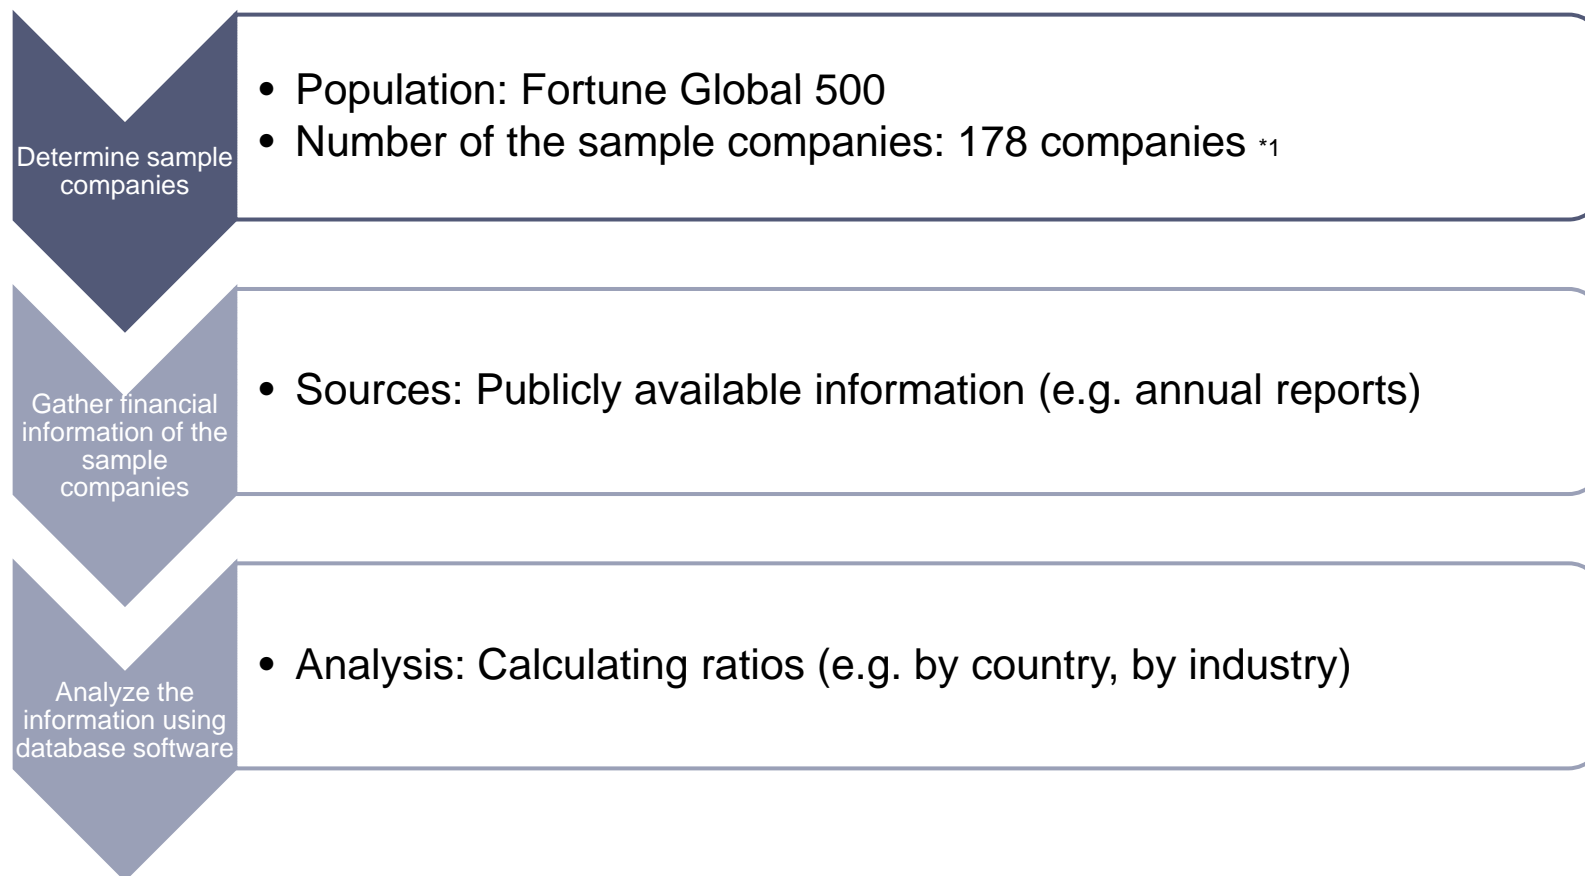 Determine sample
companies
• Population: Fortune Global 500
• Number of the sample companies: 178 companies *1
Gather financial
information of the
sample
companies
• Sources: Publicly available information (e.g. annual reports)
Analyze the
information using
database software
• Analysis: Calculating ratios (e.g. by country, by industry)